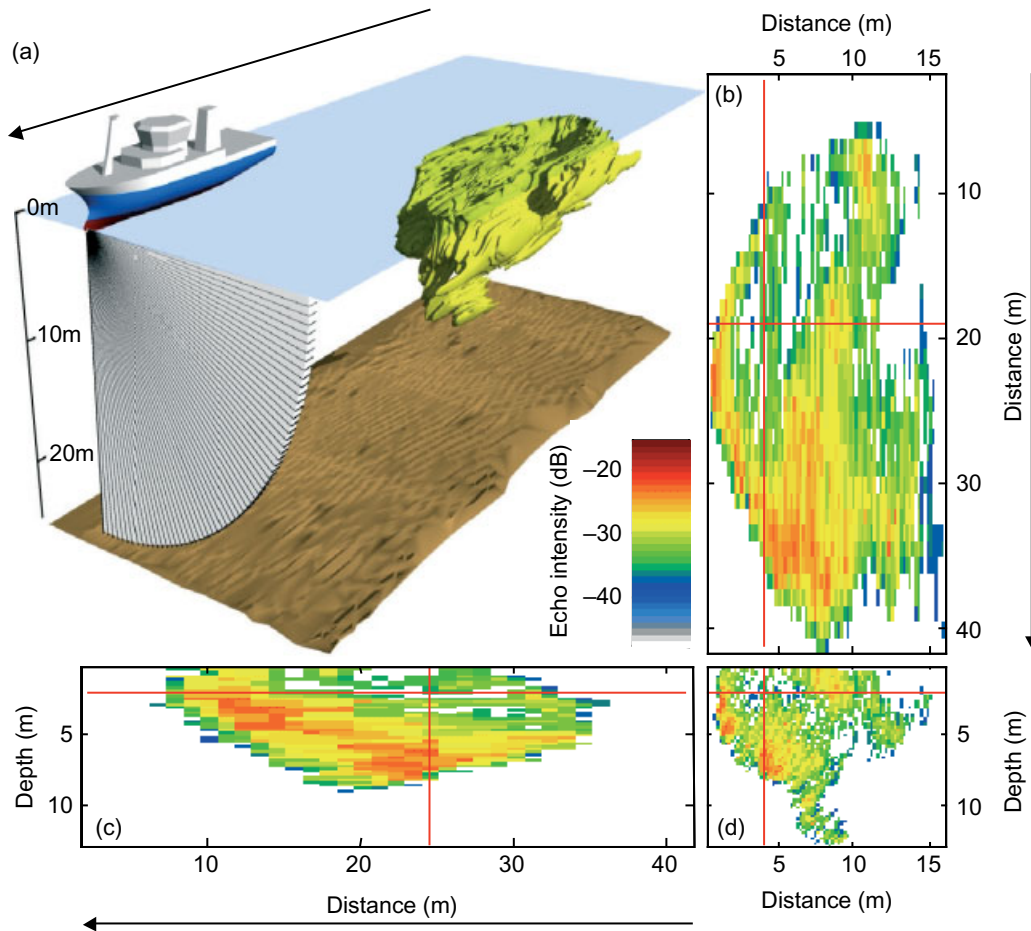 (a)
0m
10m
20m
Echo intensity (dB)
–20
–30
–40
Distance (m)
5 10 15
(b)
10
20
30
40
Distance (m)
Depth (m)
5
10
(c)
10 20 30 40
Distance (m)
(d)
5
10
Depth (m)
5 10 15
Distance (m)